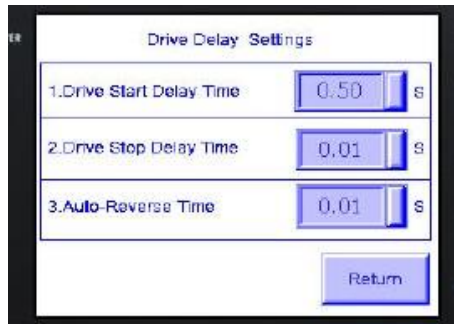 Drive Delay Settings
1.Drive Start Delay Time 0.50 S
2.Drive Stop Delay Time 0.01 S
3.Auto-Reverse Time 0.01 S
Return